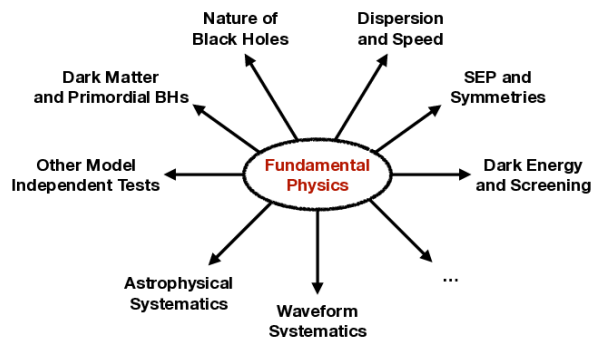 Nature of
Black Holes
Dispersion
and Speed
Dark Matter
and Primordial BHs
SEP and
Symmetries
Other Model
Independent Tests
Fundamental
Physics
Dark Energy
and Screening
Astrophysical
Systematics
Waveform
Systematics
...